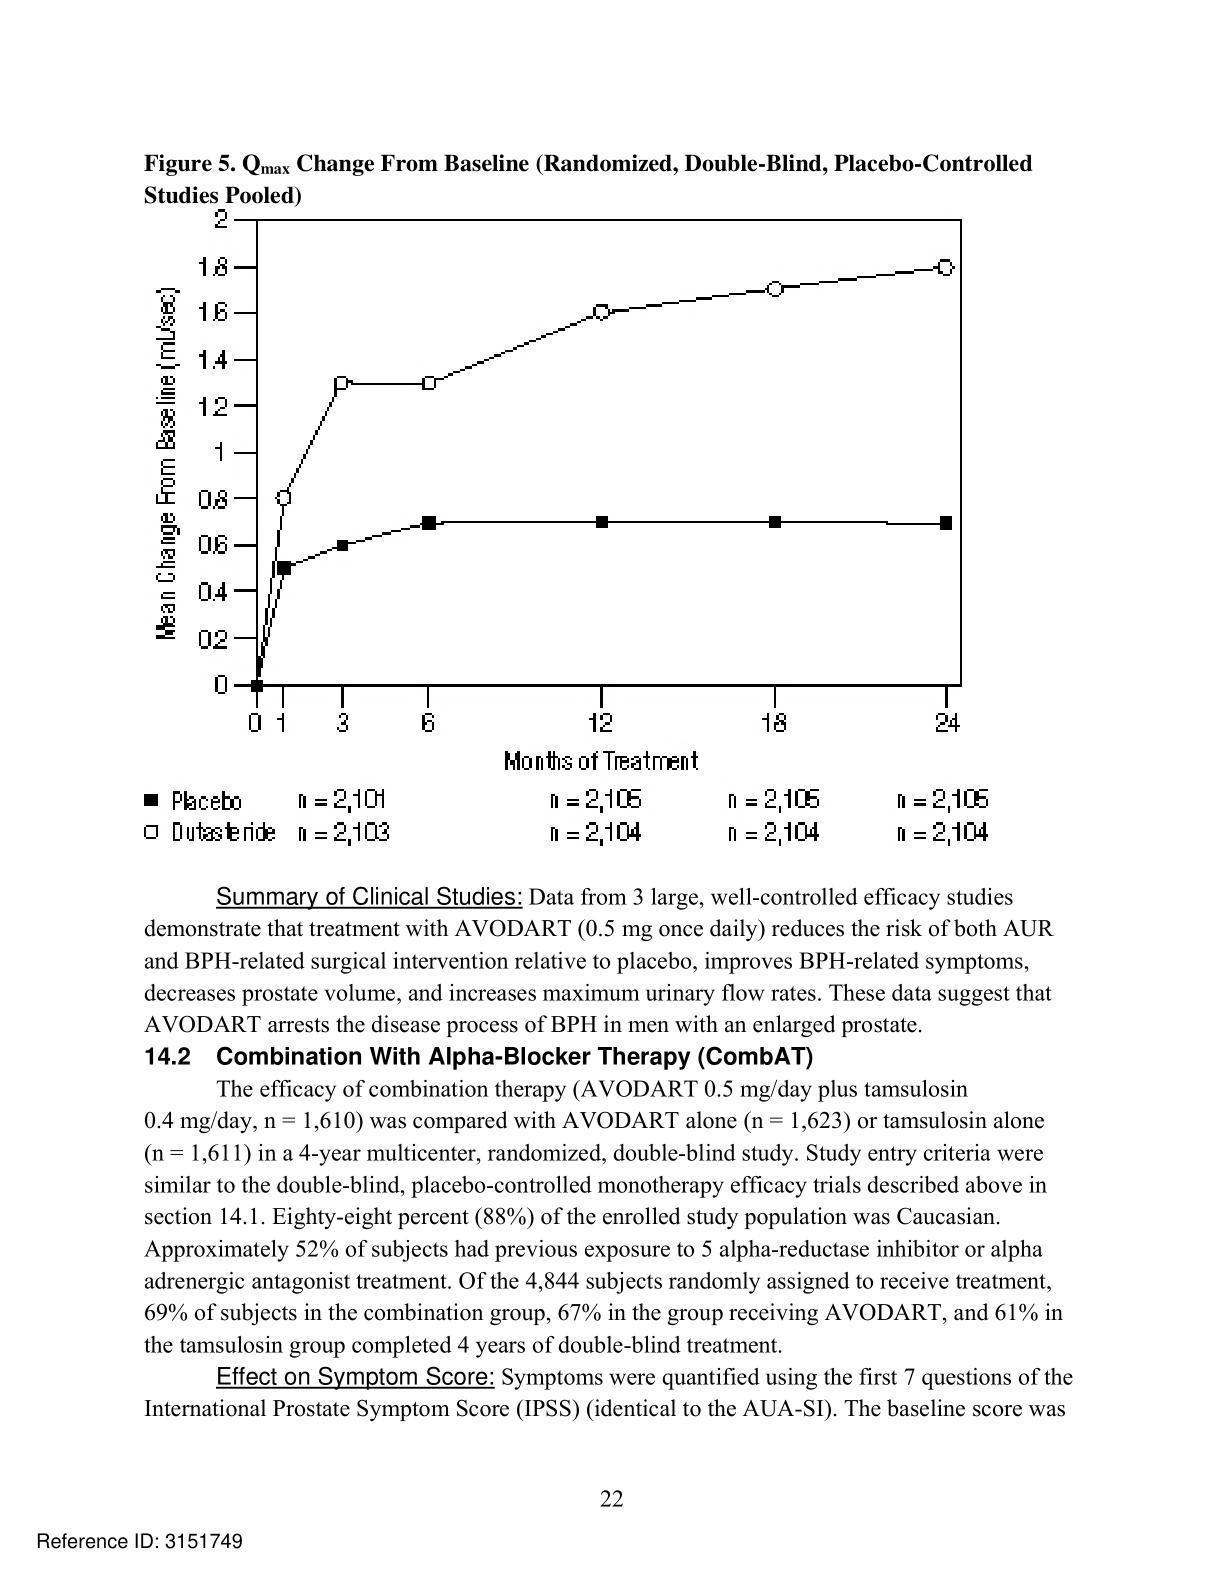 Figure 5. Qmax Change From Baseline (Randomized, Double-Blind, Placebo-Controlled
Studies Pooled)
2
1.8
1.6
1.4
1.2
1
0.8
0.6
0.4
0.2
0
Mean Change From Baseline (mL/sec)
0 1 3 6 12 18 24
Months of Treatment
Placebo n = 2,101 n = 2,105 n = 2,105 n = 2,105
Dutasteride n = 2,103 n = 2,104 n = 2,104 n = 2,104
Summary of Clinical Studies: Data from 3 large, well-controlled efficacy studies
demonstrate that treatment with AVODART (0.5 mg once daily) reduces the risk of both AUR
and BPH-related surgical intervention relative to placebo, improves BPH-related symptoms,
decreases prostate volume, and increases maximum urinary flow rates. These data suggest that
AVODART arrests the disease process of BPH in men with an enlarged prostate.
14.2 Combination With Alpha-Blocker Therapy (CombAT)
The efficacy of combination therapy (AVODART 0.5 mg/day plus tamsulosin
0.4 mg/day, n = 1,610) was compared with AVODART alone (n = 1,623) or tamsulosin alone
(n = 1,611) in a 4-year multicenter, randomized, double-blind study. Study entry criteria were
similar to the double-blind, placebo-controlled monotherapy efficacy trials described above in
section 14.1. Eighty-eight percent (88%) of the enrolled study population was Caucasian.
Approximately 52% of subjects had previous exposure to 5 alpha-reductase inhibitor or alpha
adrenergic antagonist treatment. Of the 4,844 subjects randomly assigned to receive treatment,
69% of subjects in the combination group, 67% in the group receiving AVODART, and 61% in
the tamsulosin group completed 4 years of double-blind treatment.
Effect on Symptom Score: Symptoms were quantified using the first 7 questions of the
International Prostate Symptom Score (IPSS) (identical to the AUA-SI). The baseline score was
22
Reference ID: 3151749